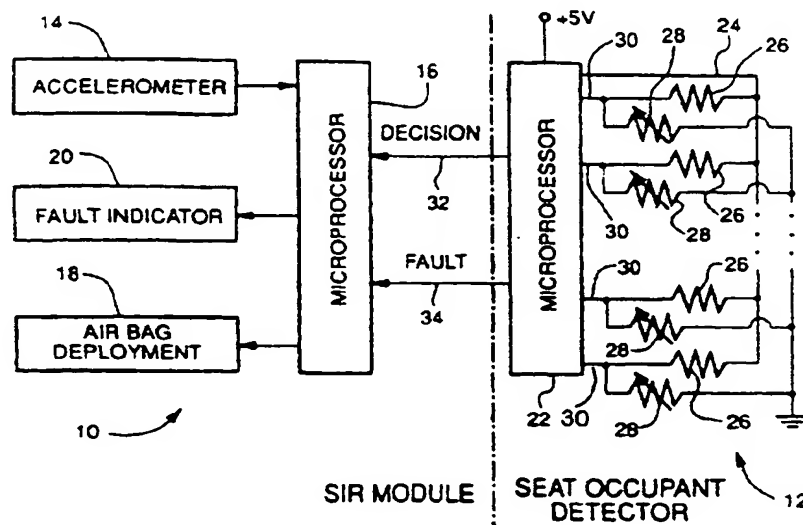 14
ACCELEROMETER
20
FAULT INDICATOR
18
AIR BAG
DEPLOYMENT
10
MICROPROCESSOR
16
DECISION
32
FAULT
34
SIR MODULE
+5V
MICROPROCESSOR
22
30
28
24
26
30
28
26
30
26
28
30
28
26
12
SEAT OCCUPANT
DETECTOR